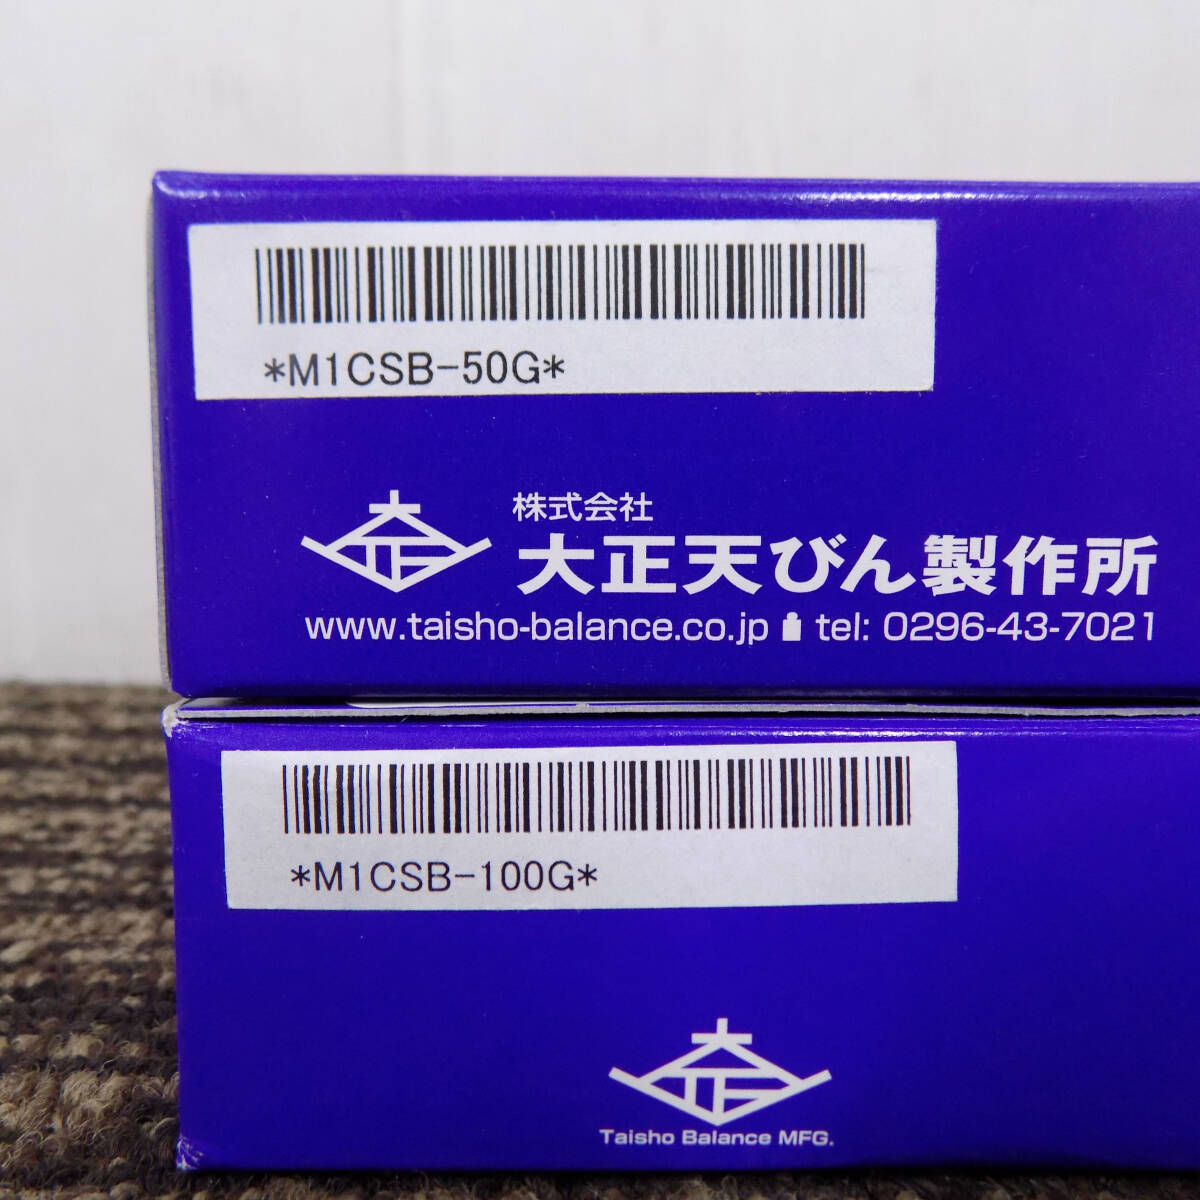 *M1CSB-50G*
株式会社
大正天びん製作所
www.taisho-balance.co.jp tel: 0296-43-7021
*M1CSB-100G*
Taisho Balance MFG.